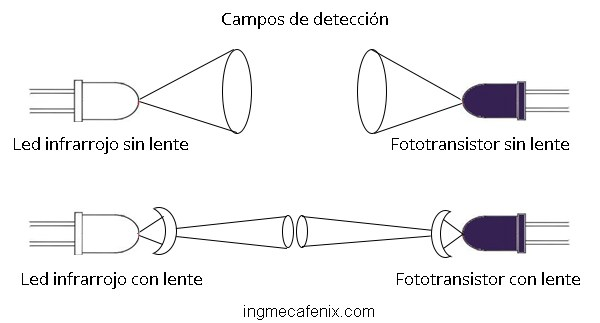 Campos de detección
Led infrarrojo sin lente
Fototransistor sin lente
Led infrarrojo con lente
Fototransistor con lente
ingmecafenix.com